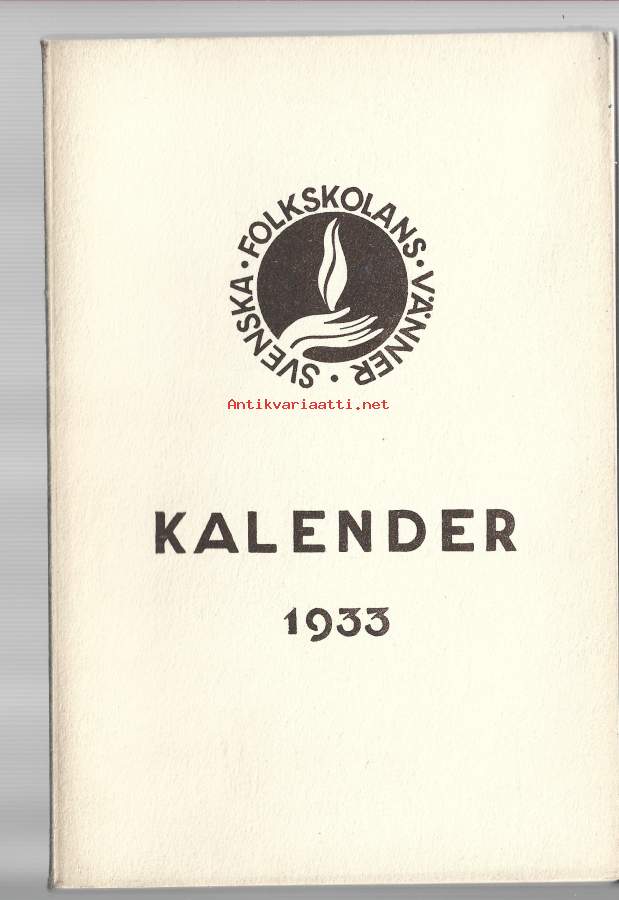 SVENSKA · FOLKSKOLANS · VÄNNER ·
Antikvariaatti.net
KALENDER
1933